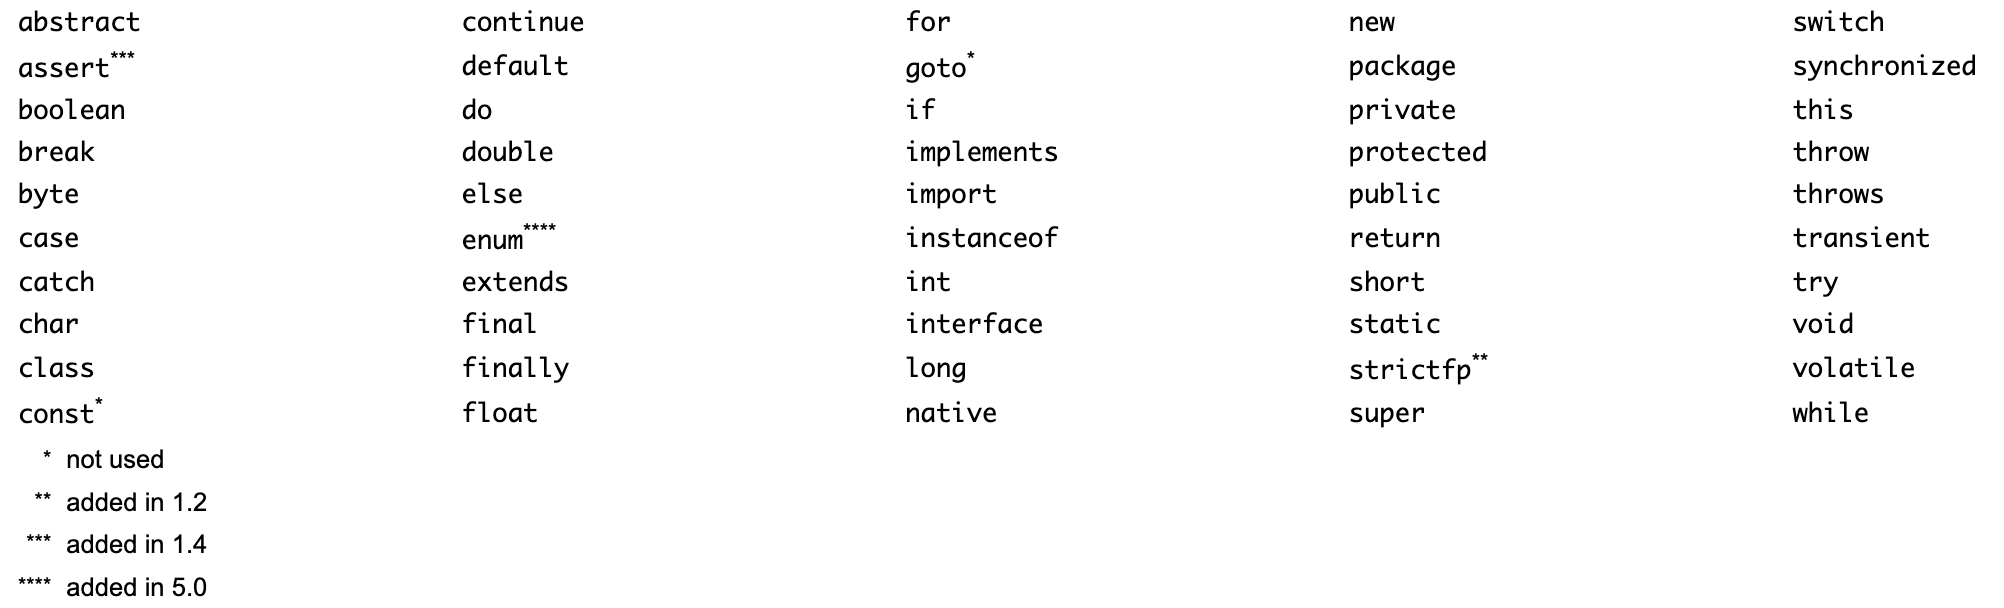 abstract continue for new switch
assert*** default goto* package synchronized
boolean do if private this
break double implements protected throw
byte else import public throws
case enum**** instanceof return transient
catch extends int short try
char final interface static void
class finally long strictfp** volatile
const* float native super while
* not used
** added in 1.2
*** added in 1.4
**** added in 5.0